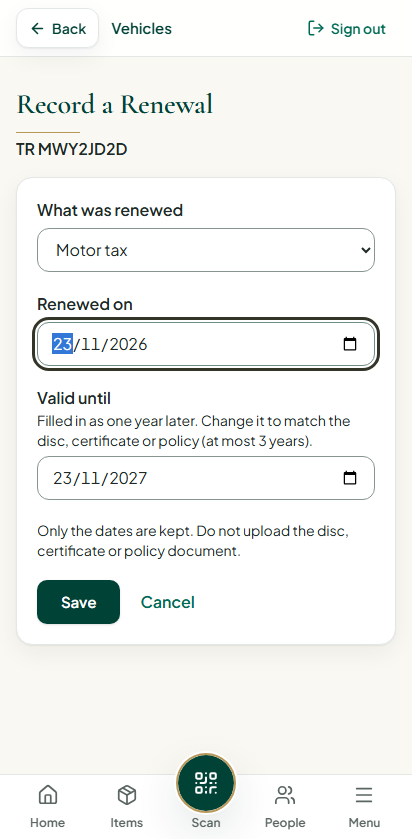 Back
Vehicles
Sign out
Record a Renewal
TR MWY2JD2D
What was renewed
Motor tax
Renewed on
23/11/2026
Valid until
Filled in as one year later. Change it to match the
disc, certificate or policy (at most 3 years).
23/11/2027
Only the dates are kept. Do not upload the disc,
certificate or policy document.
Save
Cancel
Home
Items
Scan
People
Menu